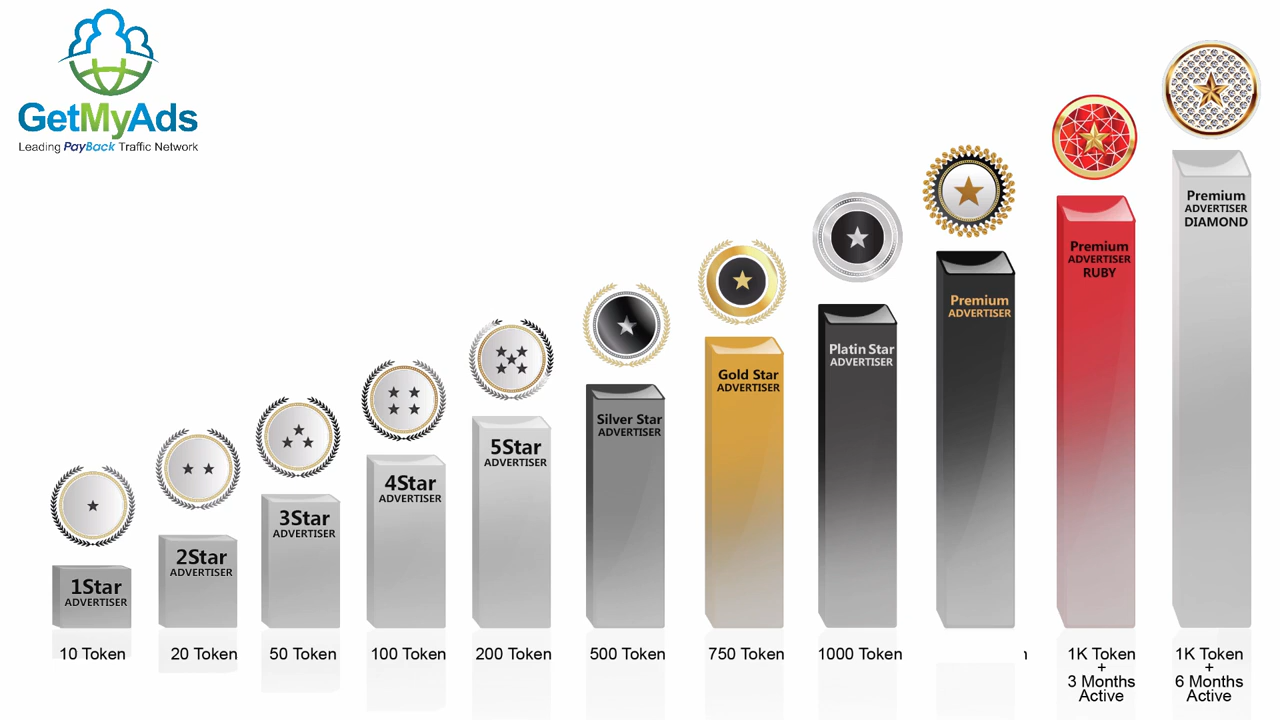 GetMyAds
Leading PayBack Traffic Network
1Star
ADVERTISER
10 Token
2Star
ADVERTISER
20 Token
3Star
ADVERTISER
50 Token
4Star
ADVERTISER
100 Token
5Star
ADVERTISER
200 Token
Silver Star
ADVERTISER
500 Token
Gold Star
ADVERTISER
750 Token
Platin Star
ADVERTISER
1000 Token
Premium
ADVERTISER
Premium
ADVERTISER
RUBY
1K Token
+
3 Months
Active
Premium
ADVERTISER
DIAMOND
1K Token
+
6 Months
Active